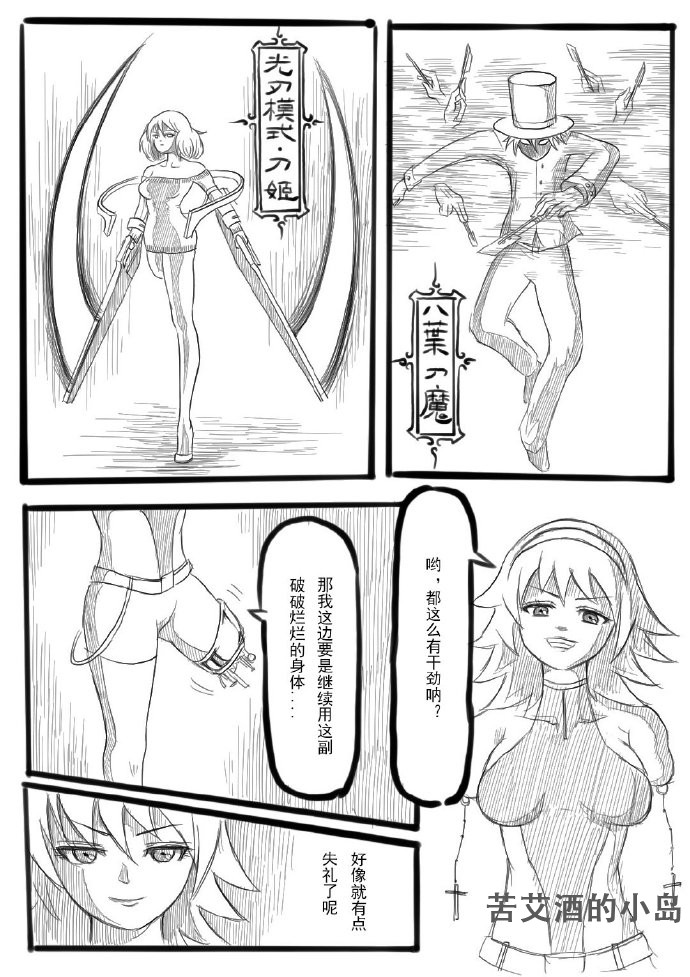 光刃模式·刀姬
八葉刀魔
哟，都这么有干劲呐？
那我这边要是继续用这副
破破烂烂的身体....
好像就有点
失礼了呢
苦艾酒的小岛